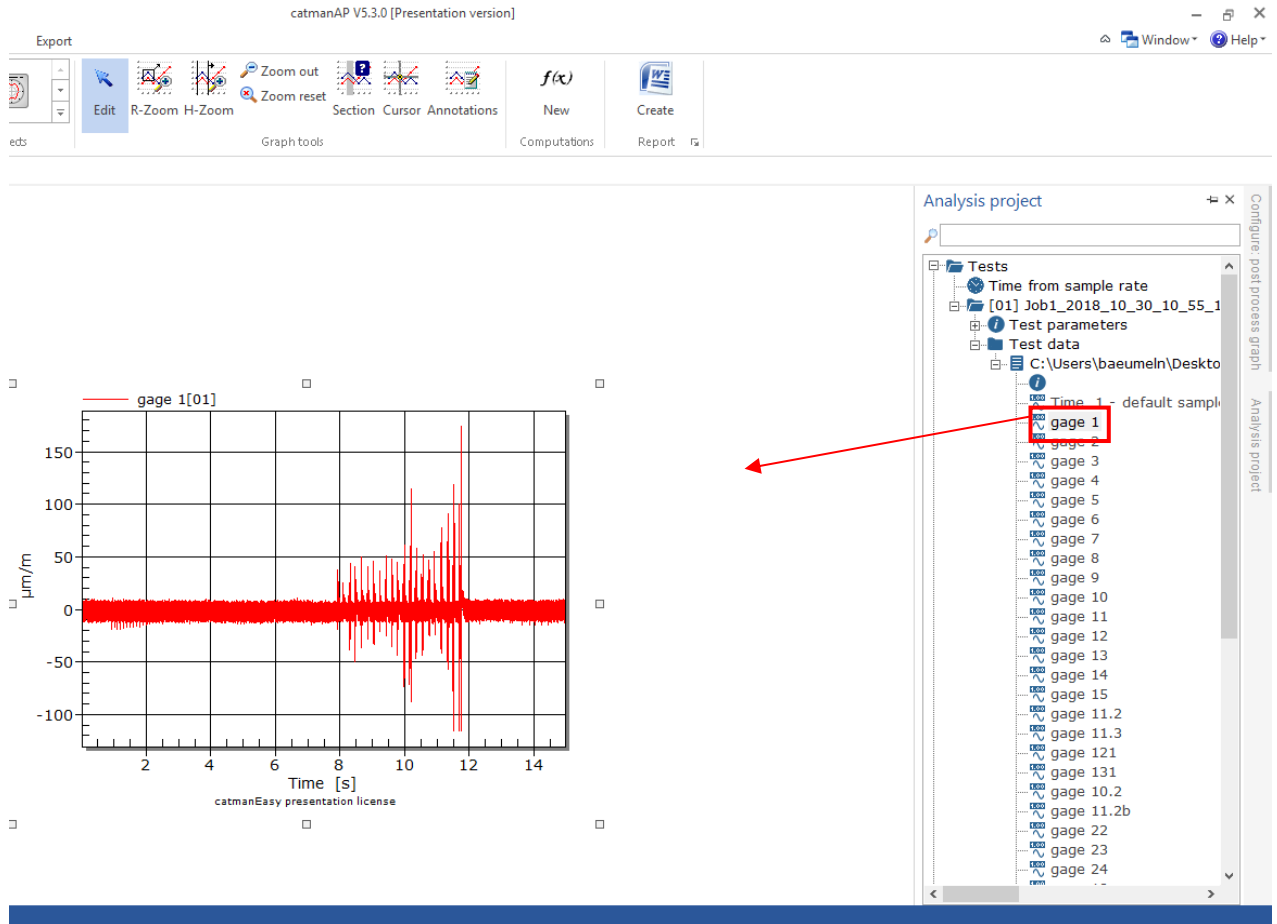 catmanAP V5.3.0 [Presentation version]
Export
Window
Help
Edit
R-Zoom
H-Zoom
Zoom out
Zoom reset
Section
Cursor
Annotations
f(x)
New
Create
Graph tools
Computations
Report
Analysis project
Tests
Time from sample rate
[01] Job1_2018_10_30_10_55_1
Test parameters
Test data
C:\Users\baeumeln\Deskto
Time 1 - default sample
gage 1
gage 2
gage 3
gage 4
gage 5
gage 6
gage 7
gage 8
gage 9
gage 10
gage 11
gage 12
gage 13
gage 14
gage 15
gage 11.2
gage 11.3
gage 121
gage 131
gage 10.2
gage 11.2b
gage 22
gage 23
gage 24
Configure: post process graph
Analysis project
gage 1[01]
150
100
50
0
-50
-100
µm/m
2 4 6 8 10 12 14
Time [s]
catmanEasy presentation license